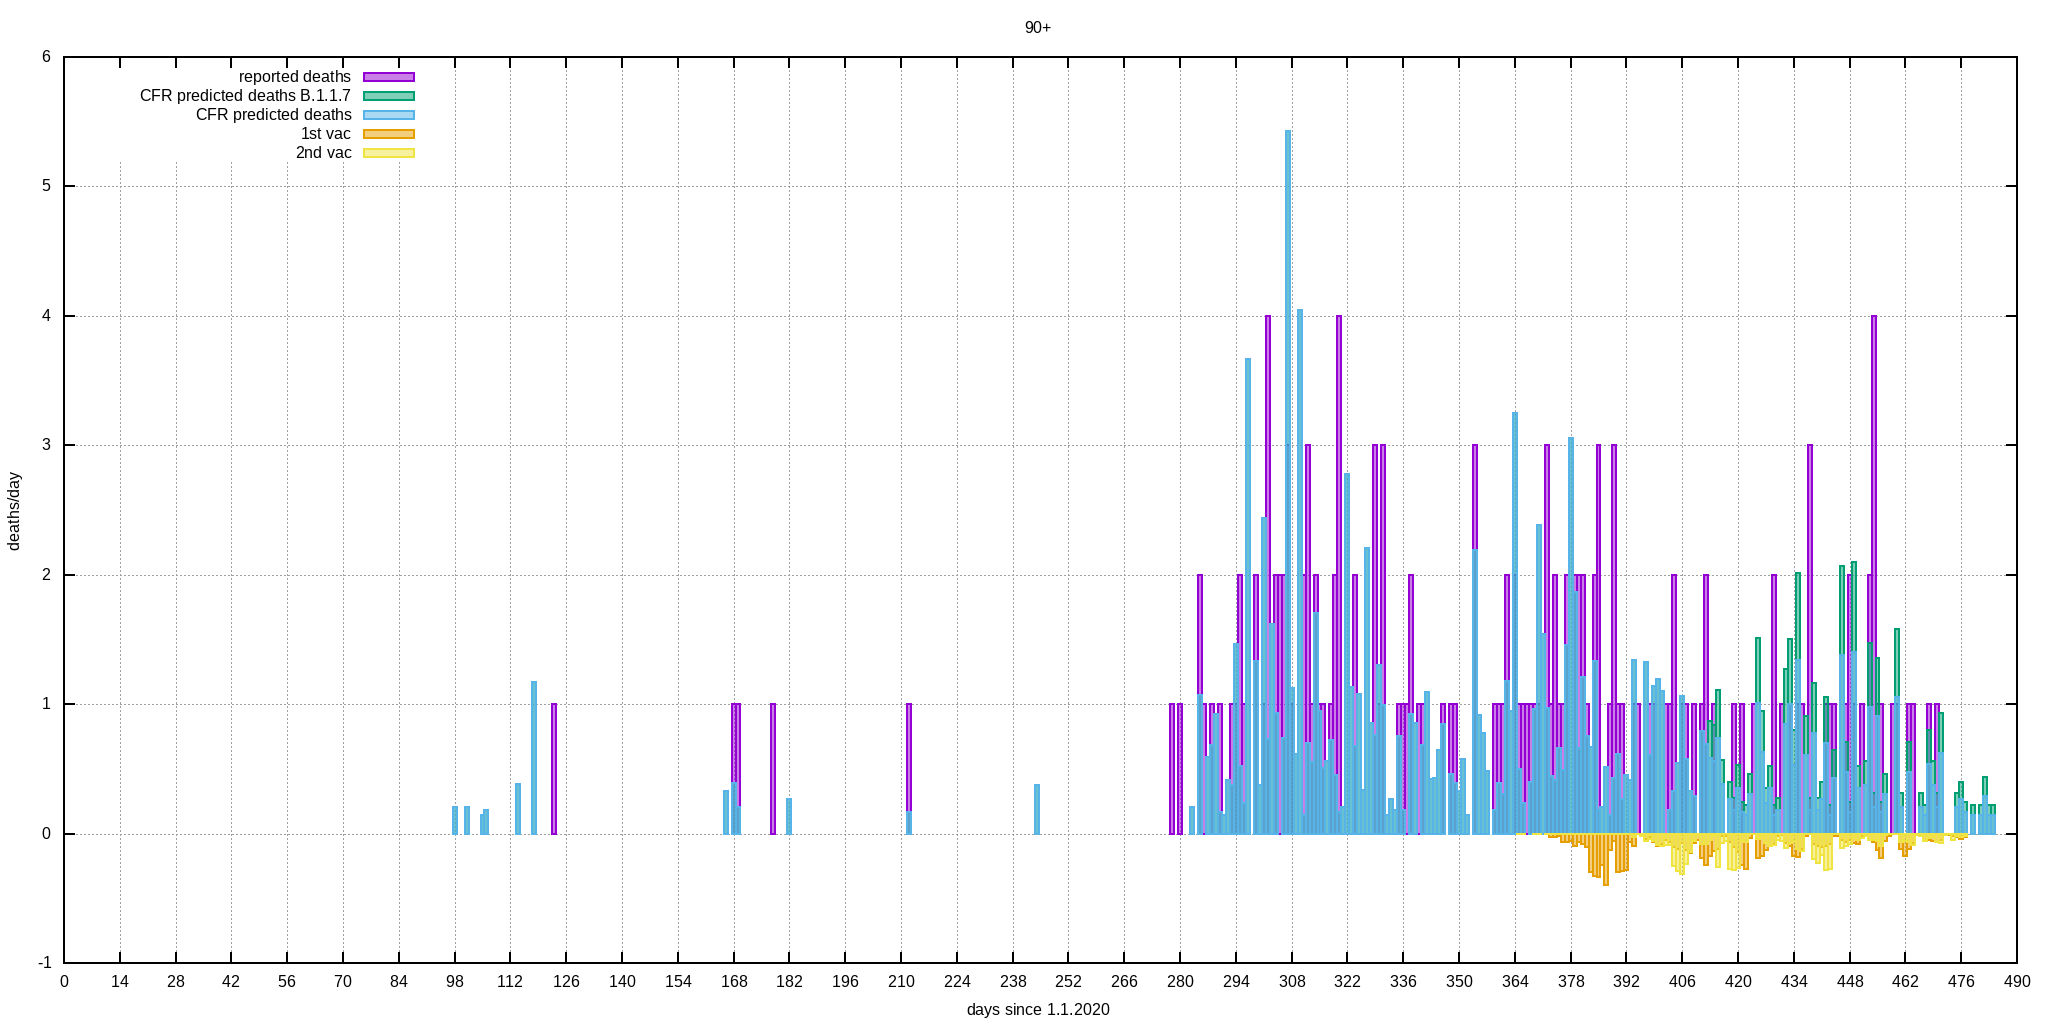 90+
reported deaths
CFR predicted deaths B.1.1.7
CFR predicted deaths
1st vac
2nd vac
6
5
4
3
2
1
0
-1
deaths/day
0 14 28 42 56 70 84 98 112 126 140 154 168 182 196 210 224 238 252 266 280 294 308 322 336 350 364 378 392 406 420 434 448 462 476 490
days since 1.1.2020